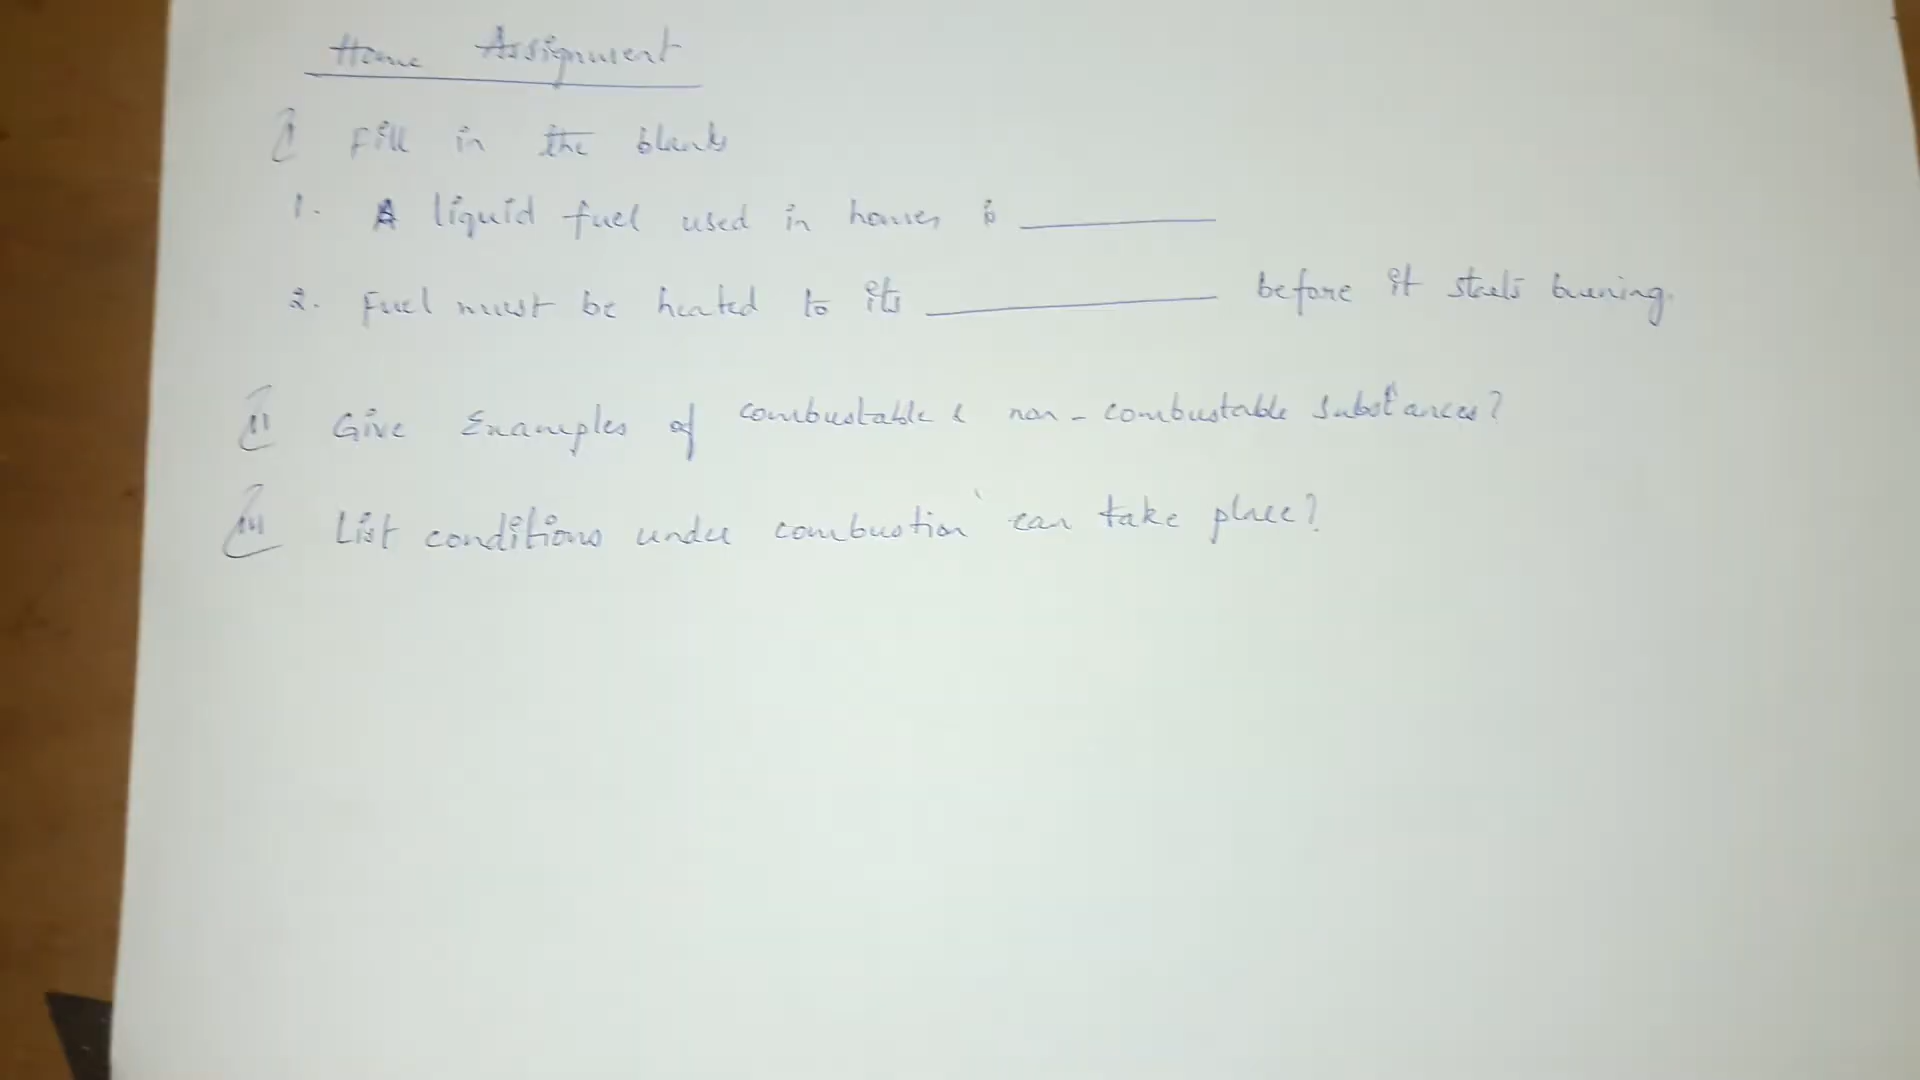 Home Assignment
I Fill in the blanks
1. A liquid fuel used in houses is ________
2. Fuel must be heated to its ________ before it starts burning.
II Give Examples of combustable & non-combustable substances?
III List conditions under combustion can take place?